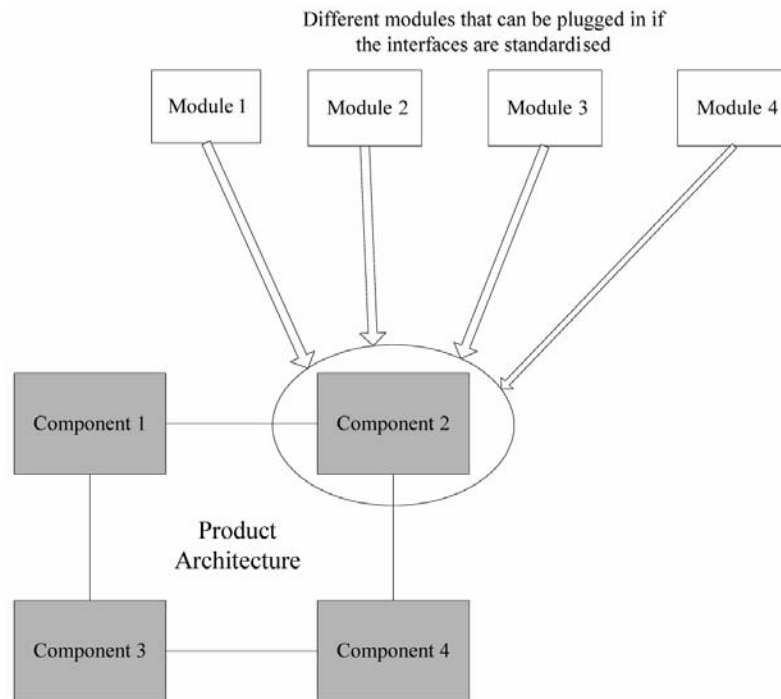 Different modules that can be plugged in if
the interfaces are standardised
Module 1
Module 2
Module 3
Module 4
Component 1
Component 2
Product
Architecture
Component 3
Component 4